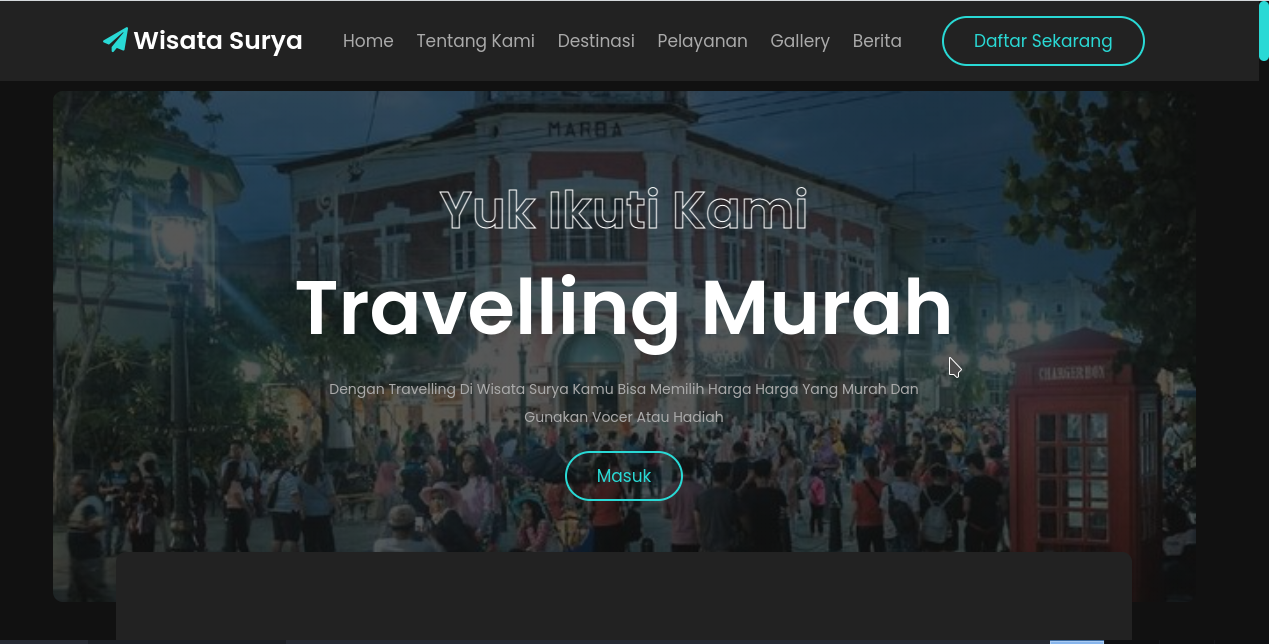 Wisata Surya
Home Tentang Kami Destinasi Pelayanan Gallery Berita
Daftar Sekarang
MARBA
Yuk Ikuti Kami
Travelling Murah
CHARGERBOX
Dengan Travelling Di Wisata Surya Kamu Bisa Memilih Harga Harga Yang Murah Dan
Gunakan Vocer Atau Hadiah
Masuk